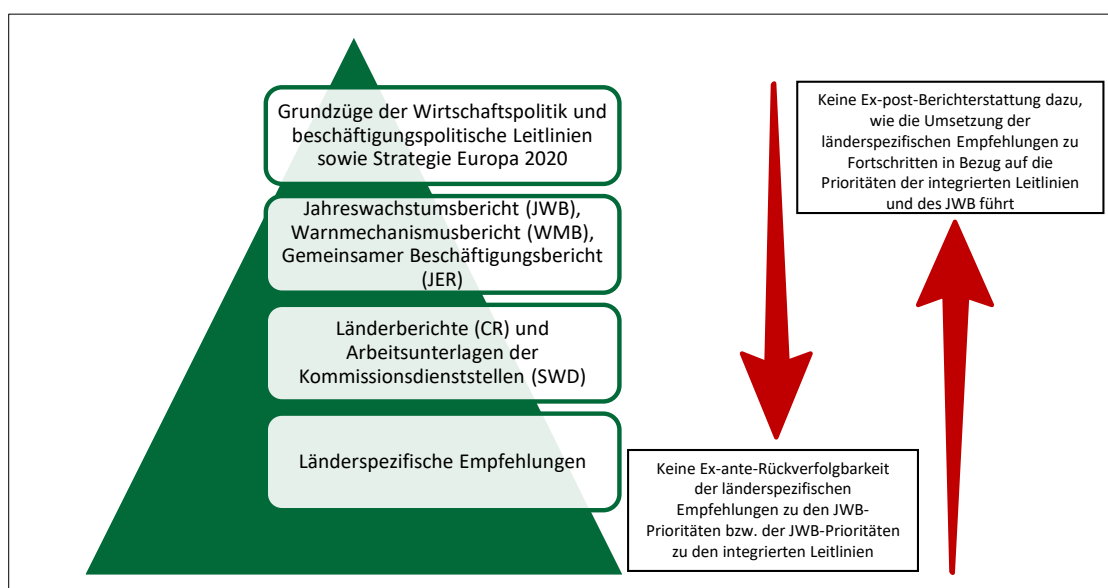 Grundzüge der Wirtschaftspolitik und
beschäftigungspolitische Leitlinien
sowie Strategie Europa 2020
Jahreswachstumsbericht (JWB),
Warnmechanismusbericht (WMB),
Gemeinsamer Beschäftigungsbericht
(JER)
Länderberichte (CR) und
Arbeitsunterlagen der
Kommissionsdienststellen (SWD)
Länderspezifische Empfehlungen
Keine Ex-post-Berichterstattung dazu,
wie die Umsetzung der
länderspezifischen Empfehlungen zu
Fortschritten in Bezug auf die
Prioritäten der integrierten Leitlinien
und des JWB führt
Keine Ex-ante-Rückverfolgbarkeit
der länderspezifischen
Empfehlungen zu den JWB-
Prioritäten bzw. der JWB-Prioritäten
zu den integrierten Leitlinien